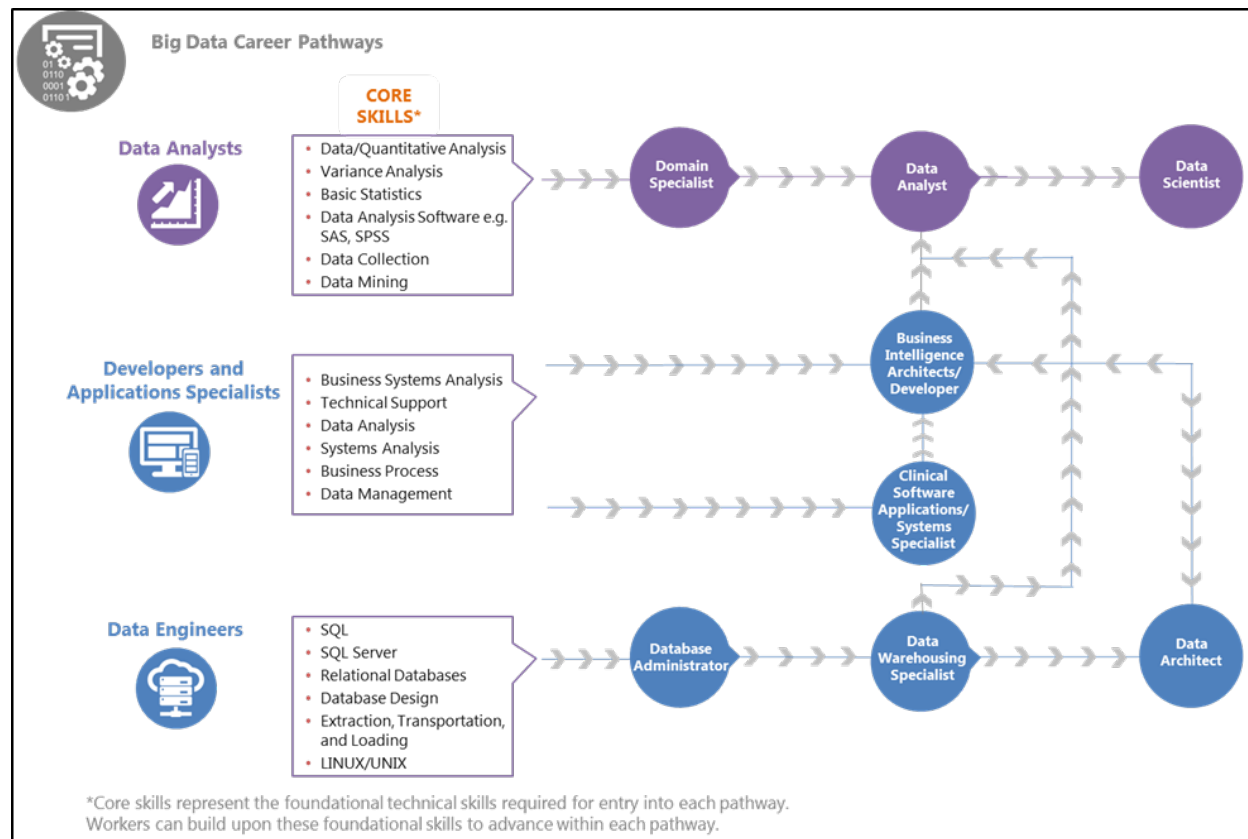 Big Data Career Pathways
01
0110
0001
01101
CORE
SKILLS*
Data Analysts
• Data/Quantitative Analysis
• Variance Analysis
• Basic Statistics
• Data Analysis Software e.g.
SAS, SPSS
• Data Collection
• Data Mining
Domain
Specialist
Data
Analyst
Data
Scientist
Developers and
Applications Specialists
• Business Systems Analysis
• Technical Support
• Data Analysis
• Systems Analysis
• Business Process
• Data Management
Business
Intelligence
Architects/
Developer
Clinical
Software
Applications/
Systems
Specialist
Data Engineers
• SQL
• SQL Server
• Relational Databases
• Database Design
• Extraction, Transportation,
and Loading
• LINUX/UNIX
Database
Administrator
Data
Warehousing
Specialist
Data
Architect
*Core skills represent the foundational technical skills required for entry into each pathway.
Workers can build upon these foundational skills to advance within each pathway.